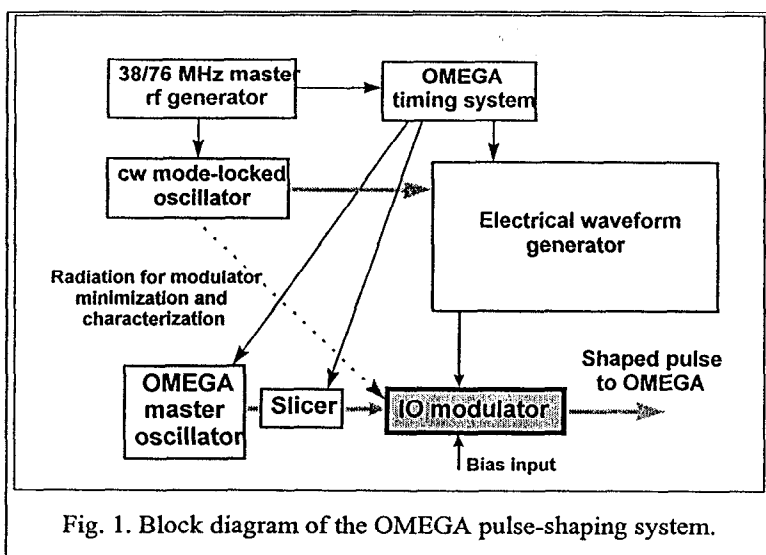 38/76 MHz master
rf generator
OMEGA
timing system
cw mode-locked
oscillator
Electrical waveform
generator
Radiation for modulator
minimization and
characterization
Shaped pulse
to OMEGA
OMEGA
master
oscillator
Slicer
IO modulator
Bias input
Fig. 1. Block diagram of the OMEGA pulse-shaping system.